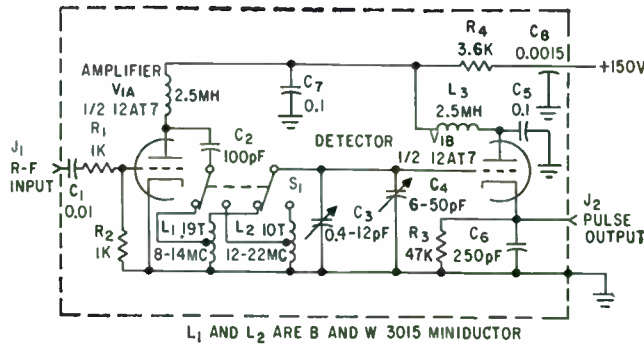 R4
3.6K
C8
0.0015
+150V
AMPLIFIER
V1A
1/2 12AT7
2.5MH
C7
0.1
L3
2.5MH
C5
0.1
J1
R-F
INPUT
R1
1K
C2
100pF
DETECTOR
V1B
1/2 12AT7
C1
0.01
S1
C4
6-50pF
J2
PULSE
OUTPUT
R2
1K
L1, 19T
8-14MC
L2 10T
12-22MC
C3
0.4-12pF
R3
47K
C6
250pF
L1 AND L2 ARE B AND W 3015 MINIDUCTOR